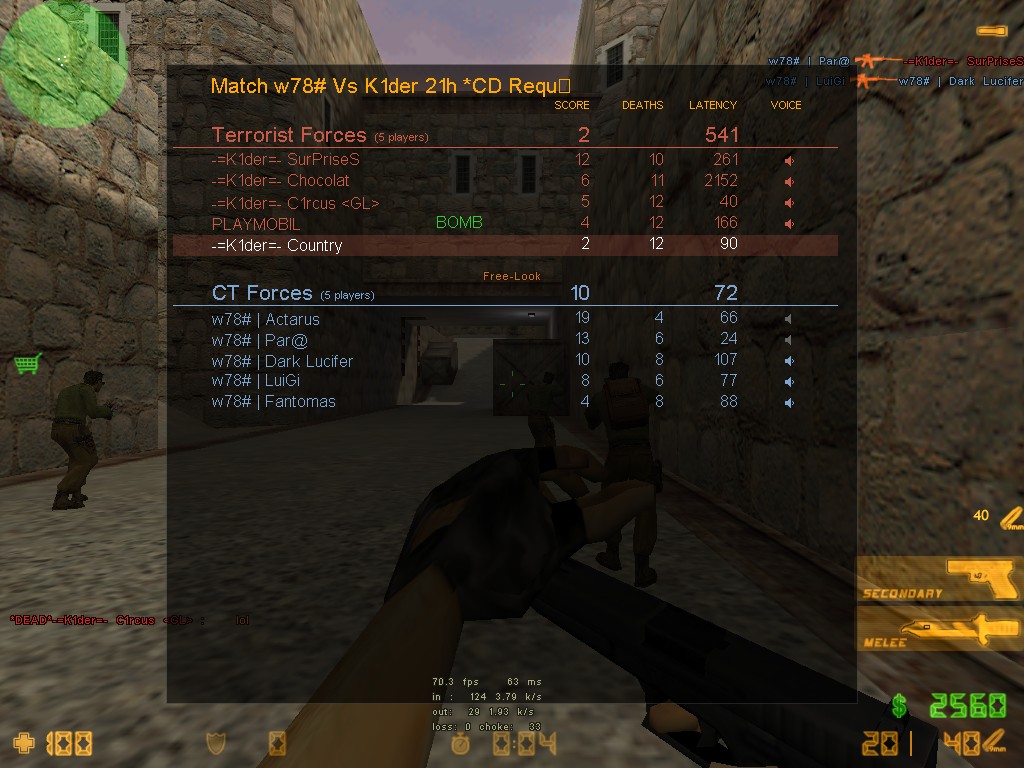 w78# | Par@ -=K1der=- SurPriseS
w78# | LuiGi w78# | Dark Lucifer
Match w78# Vs K1der 21h *CD Requ
SCORE DEATHS LATENCY VOICE
Terrorist Forces (5 players) 2 541
-=K1der=- SurPriseS 12 10 261
-=K1der=- Chocolat 6 11 2152
-=K1der=- C1rcus <GL> 5 12 40
PLAYMOBIL BOMB 4 12 166
-=K1der=- Country 2 12 90
Free-Look
CT Forces (5 players) 10 72
w78# | Actarus 19 4 66
w78# | Par@ 13 6 24
w78# | Dark Lucifer 10 8 107
w78# | LuiGi 8 6 77
w78# | Fantomas 4 8 88
40 9mm
SECONDARY
*DEAD*-=K1der=- C1rcus <GL> : lol
MELEE
70.3 fps 63 ms
in : 124 3.79 k/s
out: 29 1.93 k/s
loss: 0 choke: 33
$ 2560
100 0 0:04 20 | 40 9mm